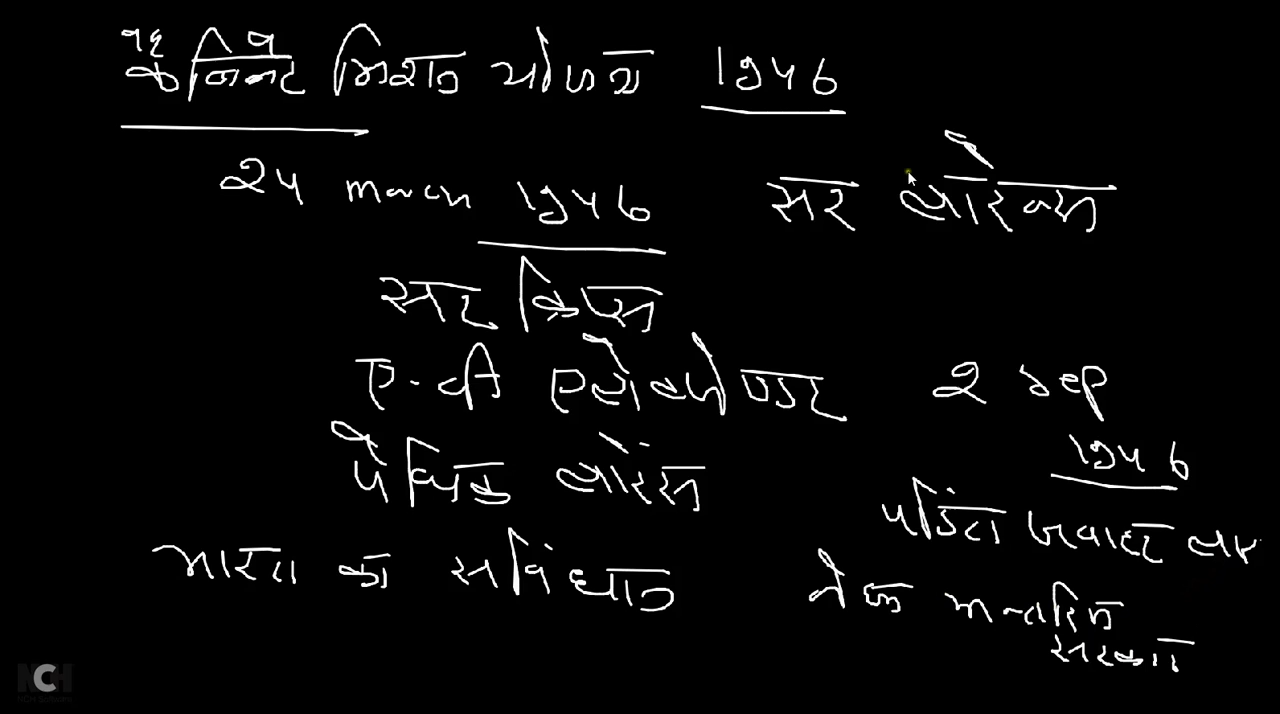 कैबिनेट मिशन योजना 1946
24 march 1946
सर लॉरेन्स
सर क्रिप्स
ए. वी एलेक्जेण्डर
2 sep
1946
पैथिक लॉरेंस
पंडित जवाहर लाल
भारत का संविधान
नेहरू अन्तरिम
सरकार
NCH